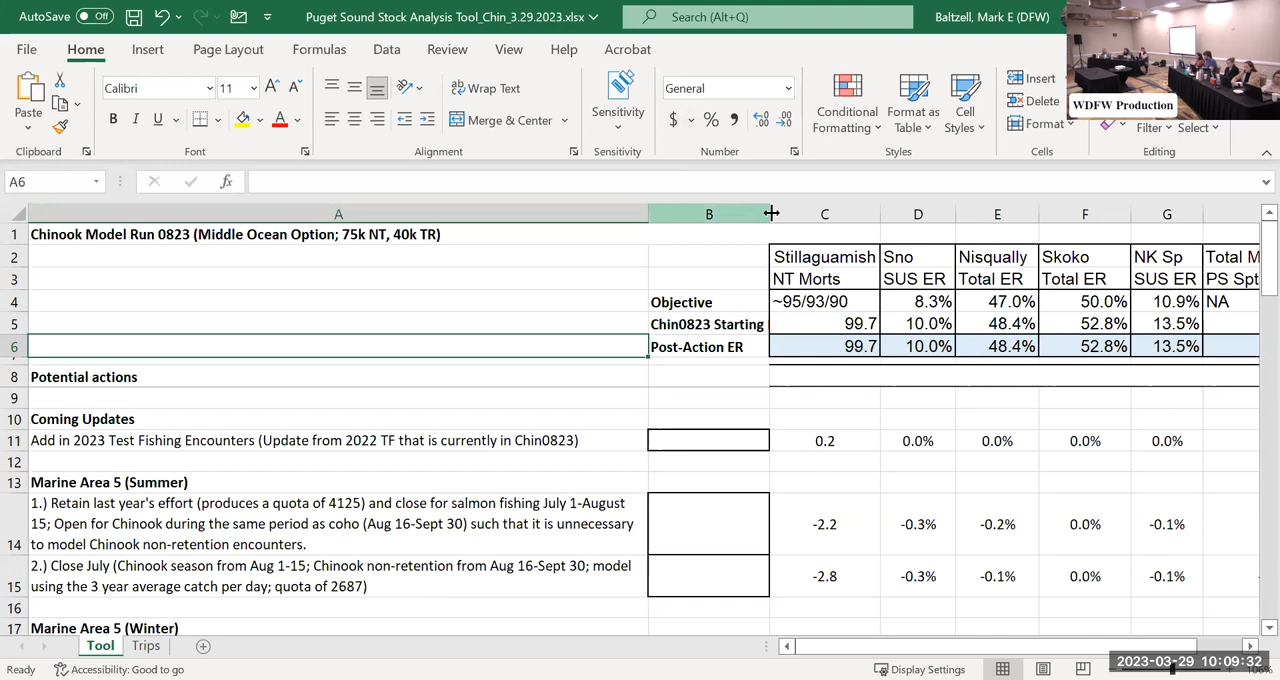 AutoSave Off Puget Sound Stock Analysis Tool_Chin_3.29.2023.xlsx Search (Alt+Q) Baltzell, Mark E (DFW)
File Home Insert Page Layout Formulas Data Review View Help Acrobat
WDFW Production
Paste
Calibri 11
B I U A
Wrap Text
Merge & Center
Sensitivity
General
$ % ,
Conditional Formatting
Format as Table
Cell Styles
Insert
Delete
Format
Filter Select
Clipboard Font Alignment Sensitivity Number Styles Cells Editing
A6 fx
A B C D E F G
1 Chinook Model Run 0823 (Middle Ocean Option; 75k NT, 40k TR)
2 Stillaguamish Sno Nisqually Skoko NK Sp Total M
3 NT Morts SUS ER Total ER Total ER SUS ER PS Spt
4 Objective ~95/93/90 8.3% 47.0% 50.0% 10.9% NA
5 Chin0823 Starting 99.7 10.0% 48.4% 52.8% 13.5%
6 Post-Action ER 99.7 10.0% 48.4% 52.8% 13.5%
8 Potential actions
9
10 Coming Updates
11 Add in 2023 Test Fishing Encounters (Update from 2022 TF that is currently in Chin0823) 0.2 0.0% 0.0% 0.0% 0.0%
12
13 Marine Area 5 (Summer)
1.) Retain last year's effort (produces a quota of 4125) and close for salmon fishing July 1-August
15; Open for Chinook during the same period as coho (Aug 16-Sept 30) such that it is unnecessary -2.2 -0.3% -0.2% 0.0% -0.1%
14 to model Chinook non-retention encounters.
2.) Close July (Chinook season from Aug 1-15; Chinook non-retention from Aug 16-Sept 30; model -2.8 -0.3% -0.1% 0.0% -0.1%
15 using the 3 year average catch per day; quota of 2687)
16
17 Marine Area 5 (Winter)
Tool Trips
Ready Accessibility: Good to go Display Settings
2023-03-29 10:09:32